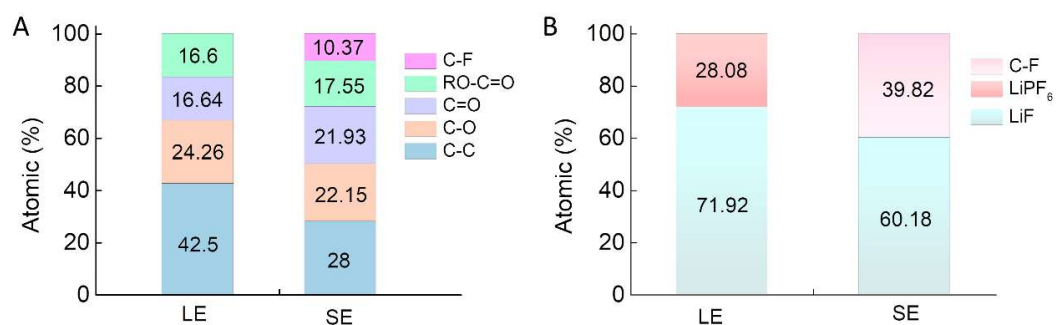 A
Atomic (%)
100
80
60
40
20
0
16.6
16.64
24.26
42.5
10.37
17.55
21.93
22.15
28
LE
SE
C-F
RO-C=O
C=O
C-O
C-C
B
Atomic (%)
100
80
60
40
20
0
28.08
71.92
39.82
60.18
LE
SE
C-F
LiPF₆
LiF